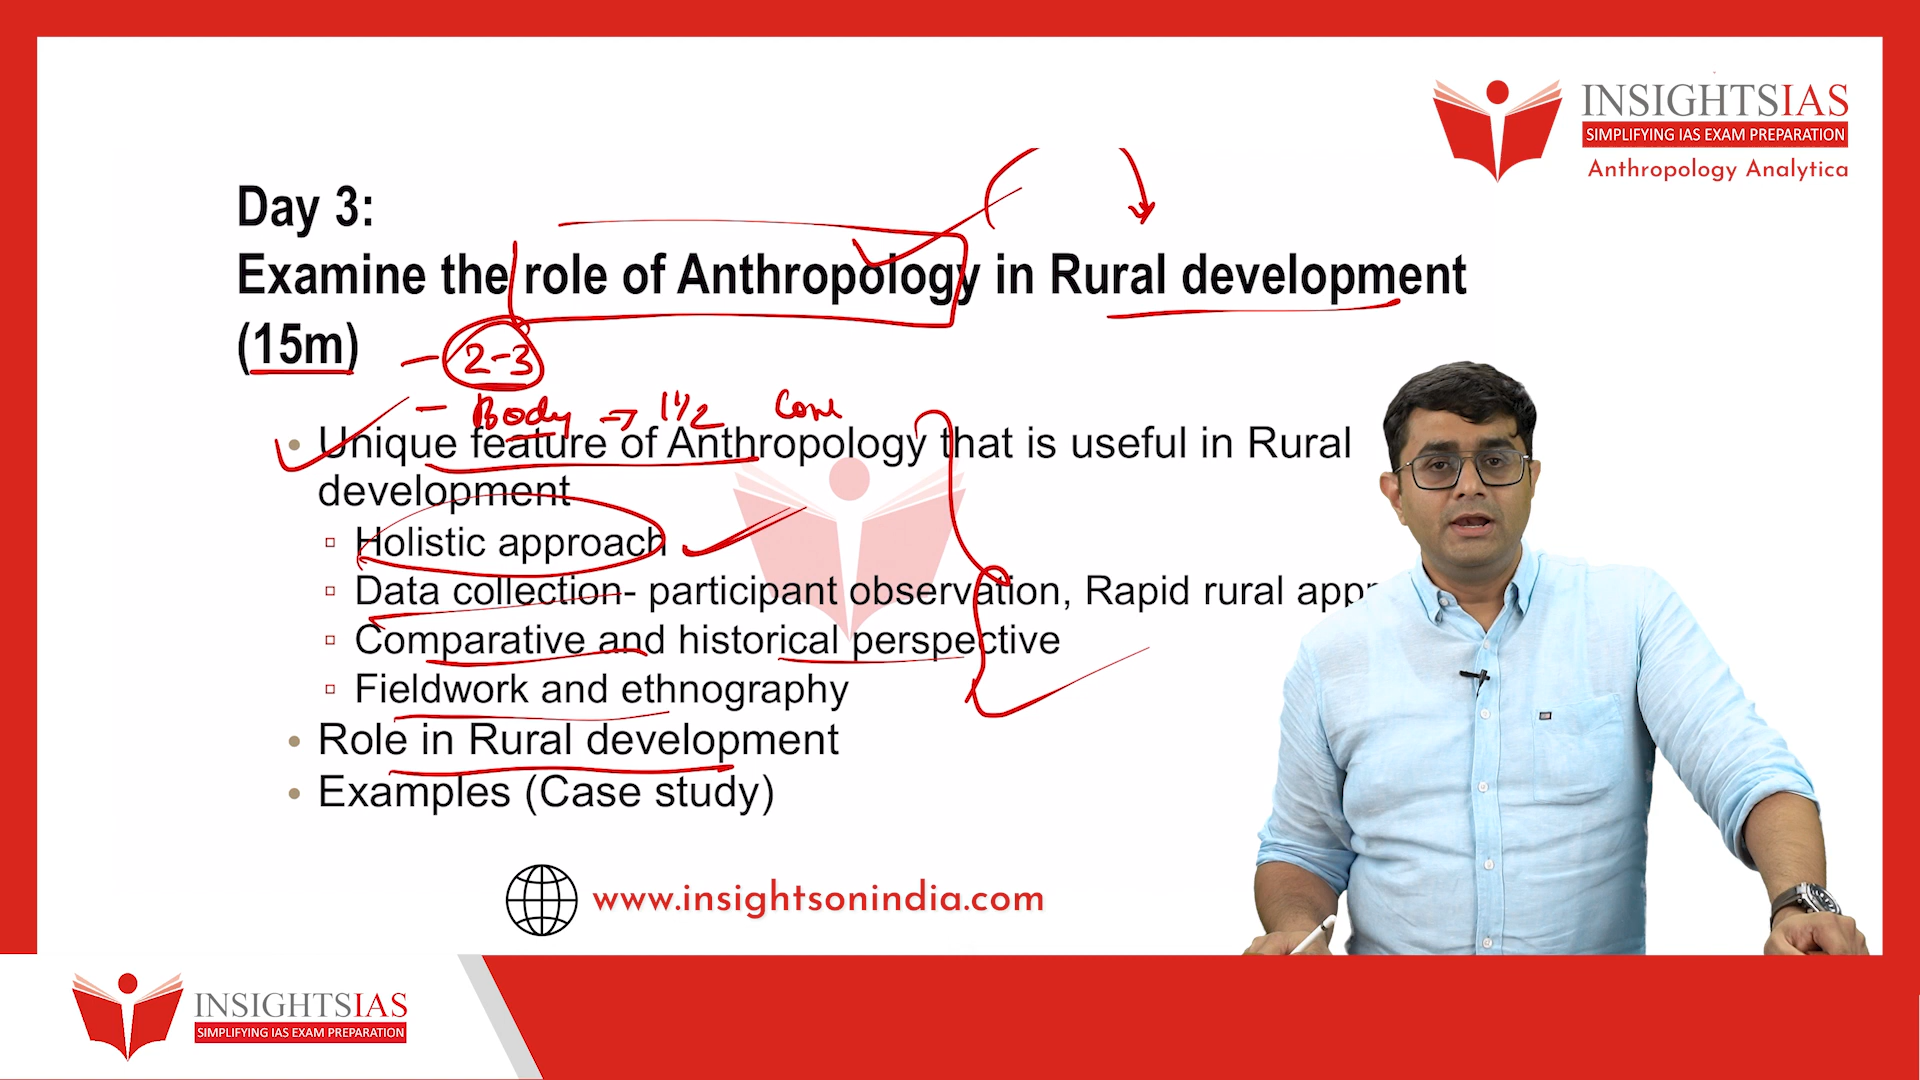 INSIGHTSIAS
SIMPLIFYING IAS EXAM PREPARATION
Anthropology Analytica
Day 3:
Examine the role of Anthropology in Rural development
(15m)
- 2-3
- Body → 1 1/2
• Unique feature of Anthropology that is useful in Rural
development
▫ Holistic approach
▫ Data collection- participant observation, Rapid rural
▫ Comparative and historical perspective
▫ Fieldwork and ethnography
• Role in Rural development
• Examples (Case study)
www.insightsonindia.com
INSIGHTSIAS
SIMPLIFYING IAS EXAM PREPARATION